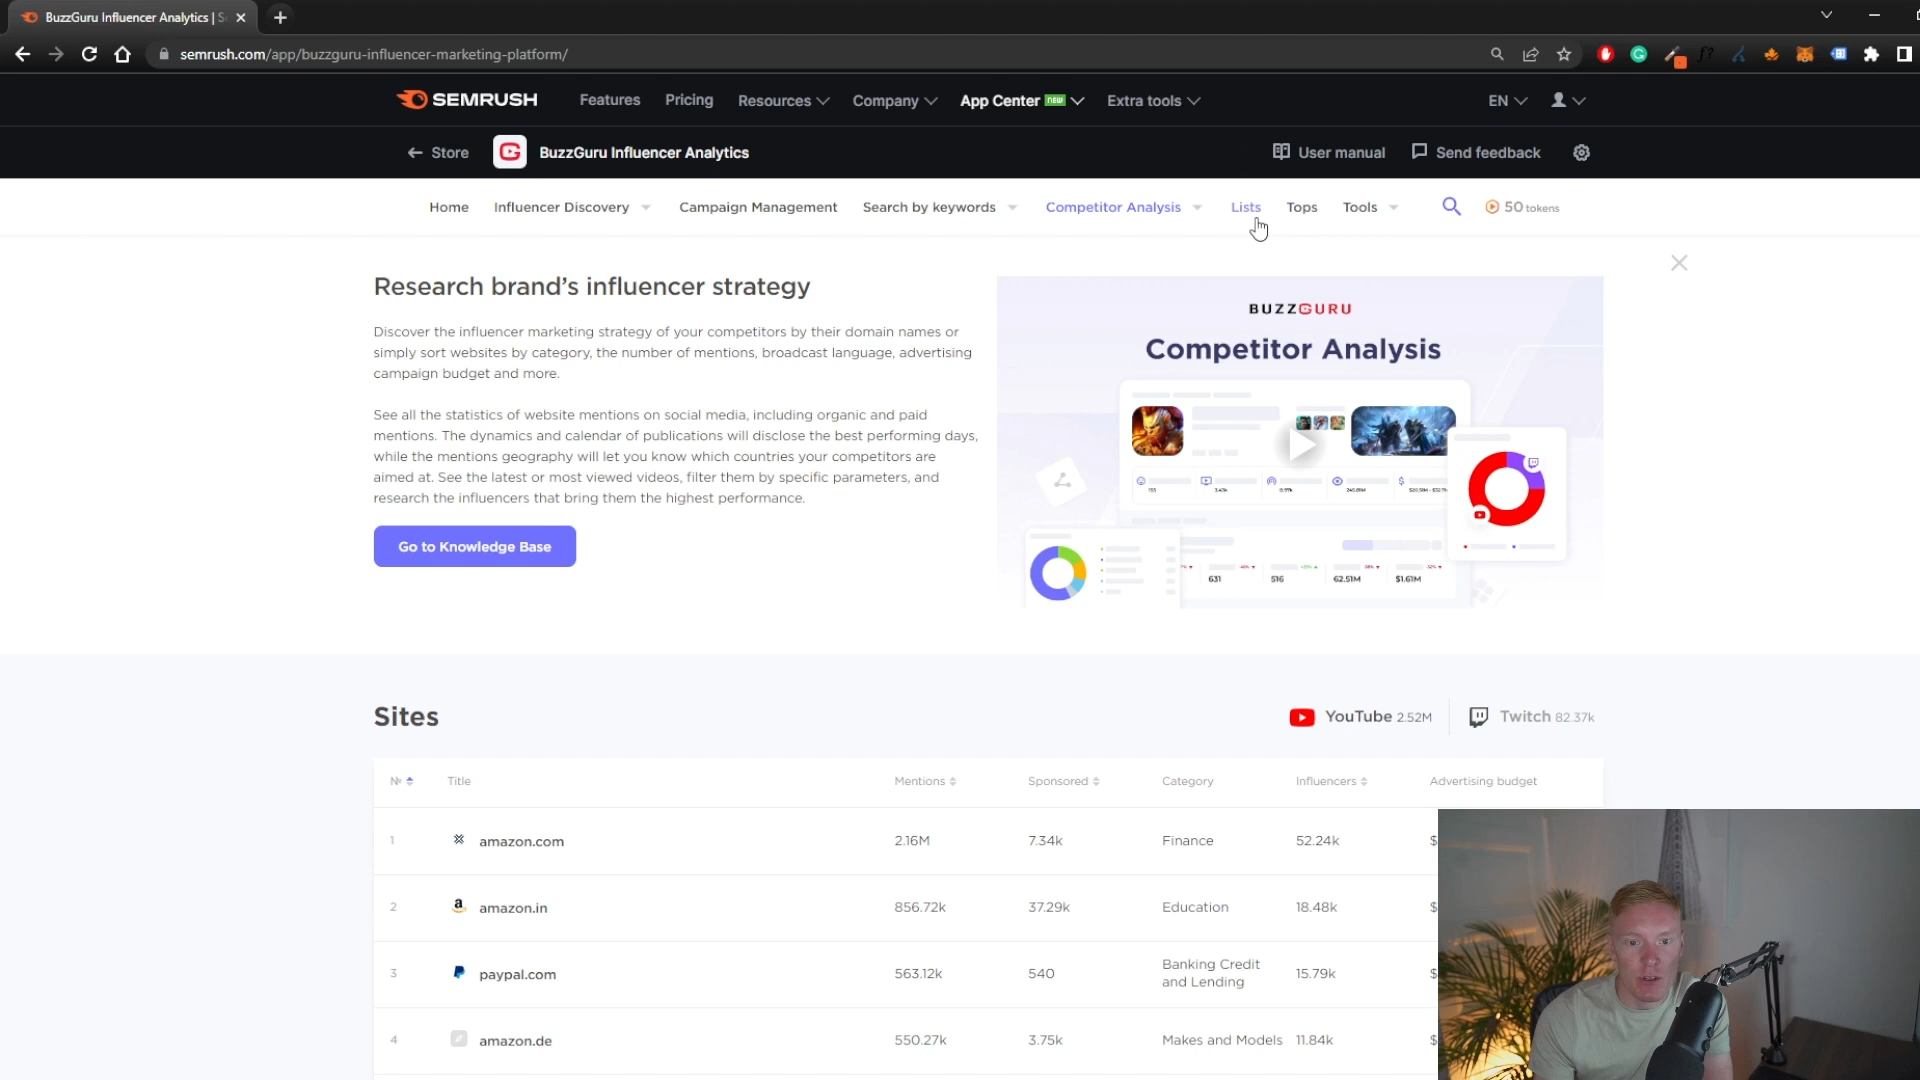 BuzzGuru Influencer Analytics | S
semrush.com/app/buzzguru-influencer-marketing-platform/
SEMRUSH
Features
Pricing
Resources
Company
App Center new
Extra tools
EN
Store
BuzzGuru Influencer Analytics
User manual
Send feedback
Home
Influencer Discovery
Campaign Management
Search by keywords
Competitor Analysis
Lists
Tops
Tools
50 tokens
Research brand's influencer strategy
Discover the influencer marketing strategy of your competitors by their domain names or
simply sort websites by category, the number of mentions, broadcast language, advertising
campaign budget and more.
See all the statistics of website mentions on social media, including organic and paid
mentions. The dynamics and calendar of publications will disclose the best performing days,
while the mentions geography will let you know which countries your competitors are
aimed at. See the latest or most viewed videos, filter them by specific parameters, and
research the influencers that bring them the highest performance.
Go to Knowledge Base
BUZZGURU
Competitor Analysis
631
516
62.51M
$1.61M
Sites
YouTube 2.52M
Twitch 82.37k
№ Title Mentions Sponsored Category Influencers Advertising budget
1 amazon.com 2.16M 7.34k Finance 52.24k $
2 amazon.in 856.72k 37.29k Education 18.48k $
3 paypal.com 563.12k 540 Banking Credit
and Lending 15.79k $
4 amazon.de 550.27k 3.75k Makes and Models 11.84k $